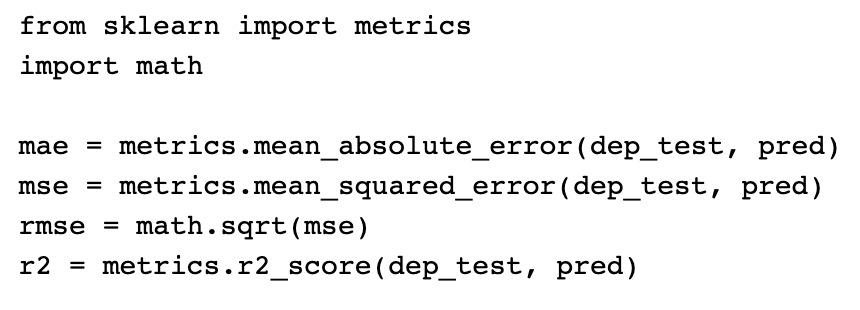 from sklearn import metrics
import math
mae = metrics.mean_absolute_error(dep_test, pred)
mse = metrics.mean_squared_error(dep_test, pred)
rmse = math.sqrt(mse)
r2 = metrics.r2_score(dep_test, pred)